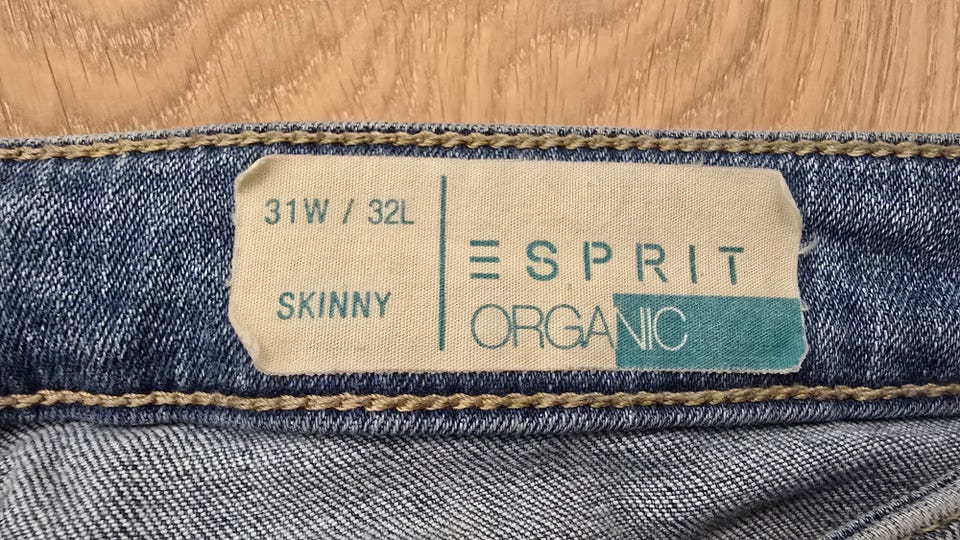 31W / 32L
SKINNY
ESPRIT
ORGANIC